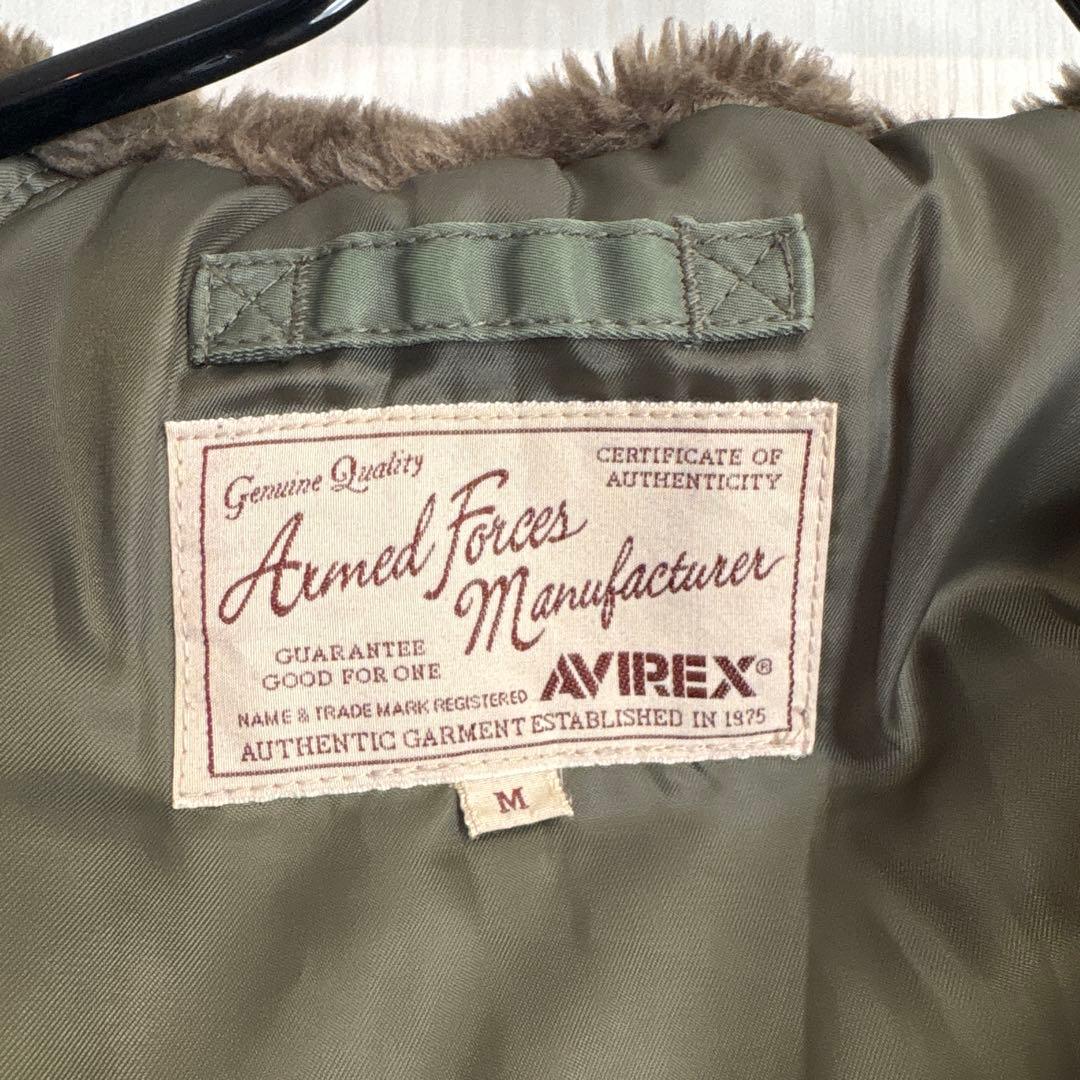 Genuine Quality
CERTIFICATE OF
AUTHENTICITY
Armed Forces
Manufacturer
GUARANTEE
GOOD FOR ONE
AVIREX®
NAME & TRADE MARK REGISTERED
AUTHENTIC GARMENT ESTABLISHED IN 1975
M